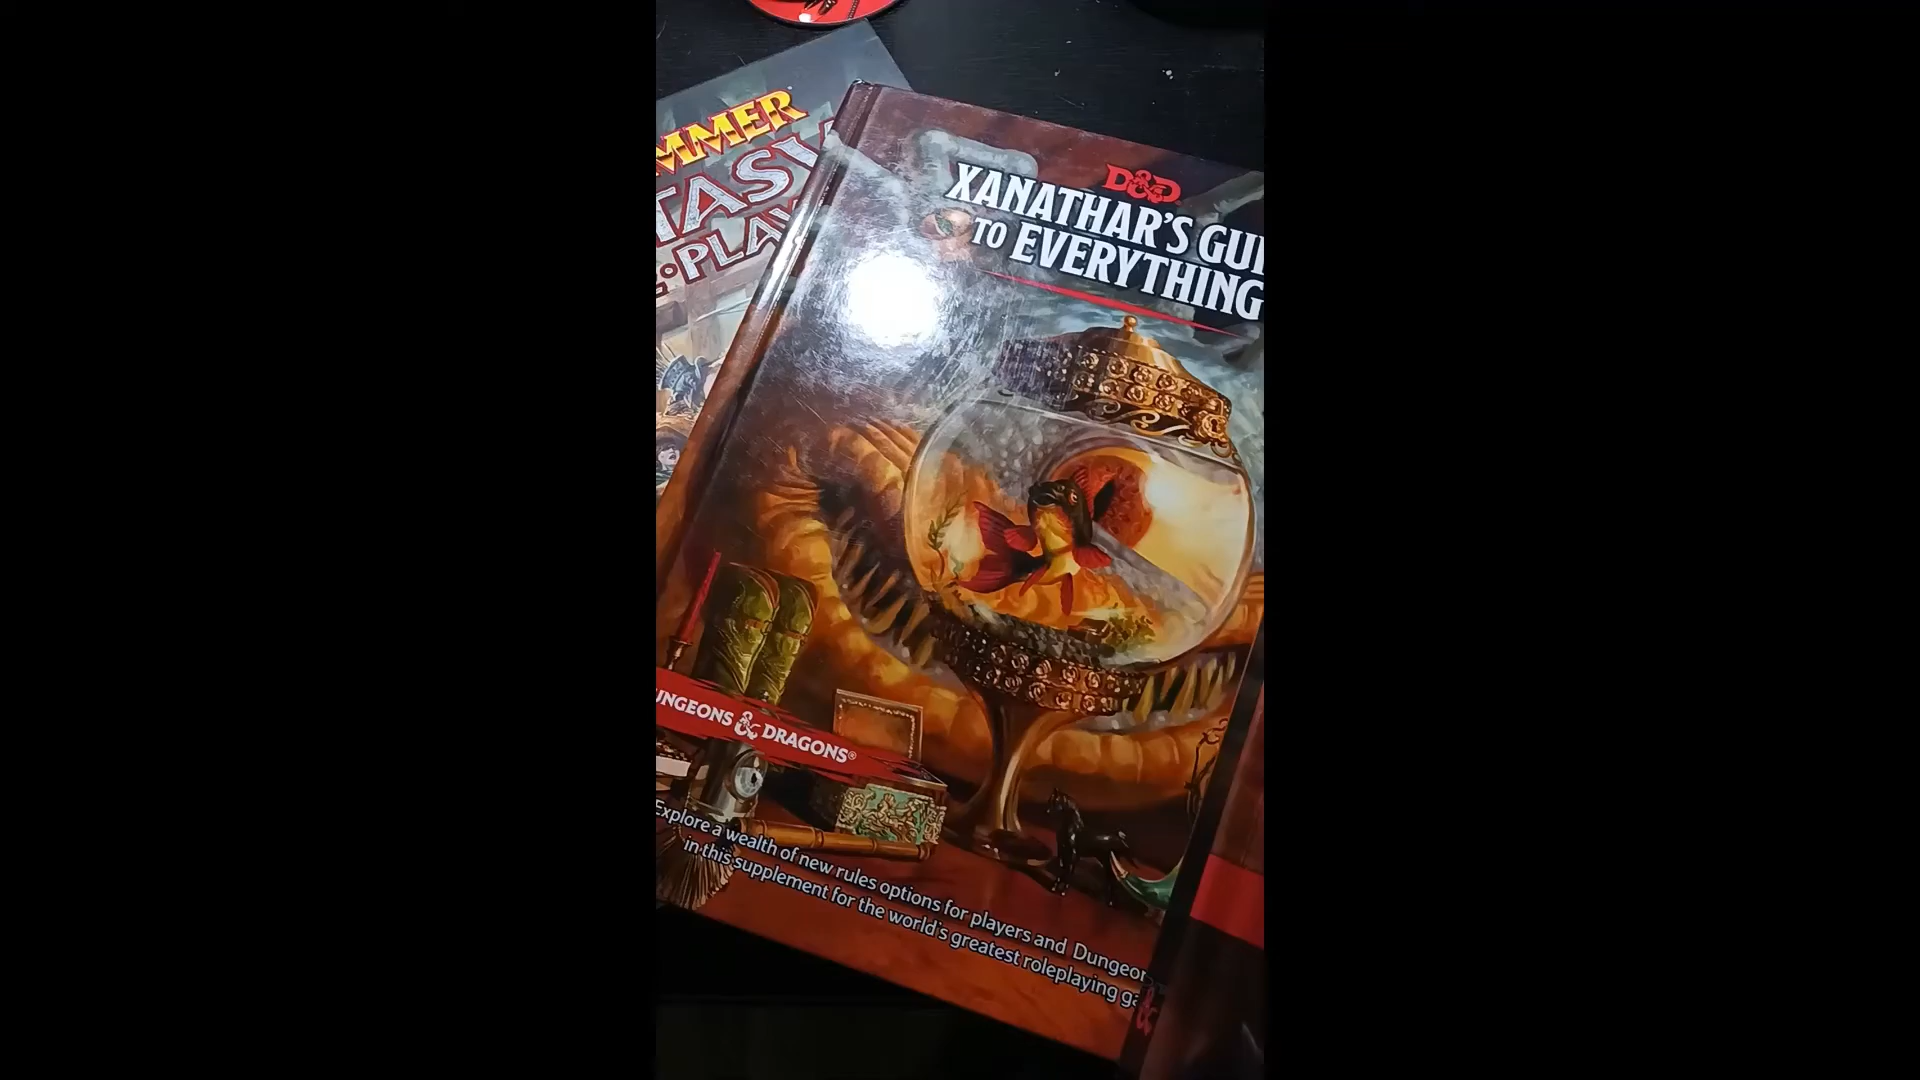 MMER
TASY
PLAY
D&D
XANATHAR'S GUI
TO EVERYTHING
UNGEONS & DRAGONS®
Explore a wealth of new rules options for players and Dungeon
in this supplement for the world's greatest roleplaying ga